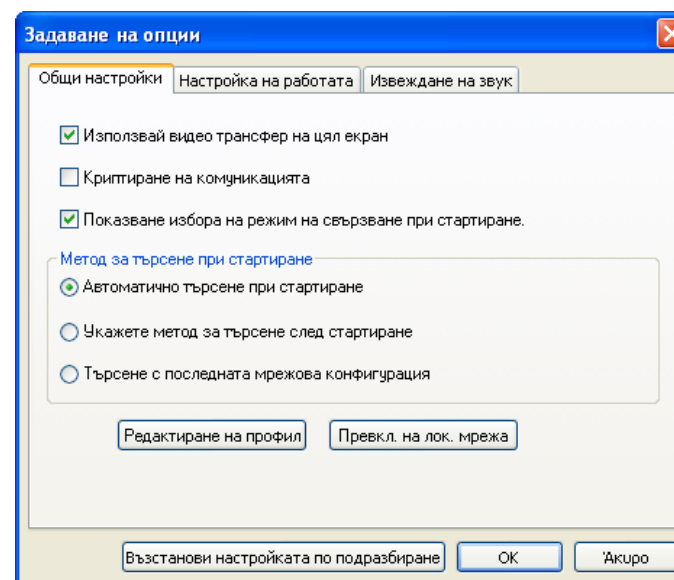 Задаване на опции
Общи настройки
Настройка на работата
Извеждане на звук
Използвай видео трансфер на цял екран
Криптиране на комуникацията
Показване избора на режим на свързване при стартиране.
Метод за търсене при стартиране
Автоматично търсене при стартиране
Укажете метод за търсене след стартиране
Търсене с последната мрежова конфигурация
Редактиране на профил
Превкл. на лок. мрежа
Възстанови настройката по подразбиране
OK
'Акиро